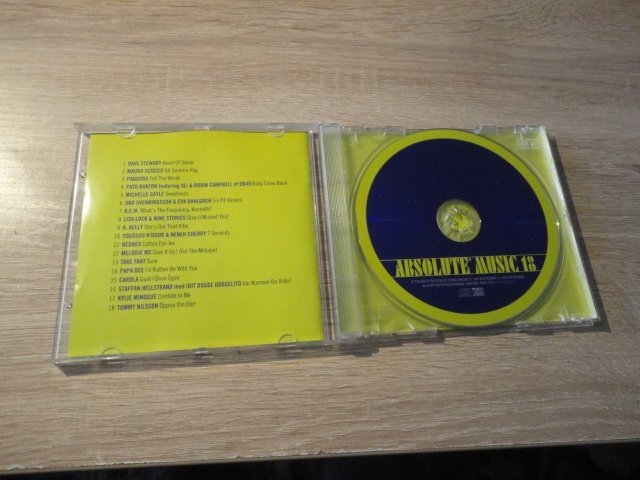 1 DAVE STEWART Heart Of Stone
2 MAURO SCOCCO Gå Samma Väg
3 PANDORA Tell The World
4 PATO BANTON featuring ALI & ROBIN CAMPBELL of UB40 Baby Come Back
5 MICHELLE GAYLE Sweetness
6 UNO SVENNINGSSON & EVA DAHLGREN Tro På Varann
7 R.E.M. What's The Frequency, Kenneth?
8 LISA LOEB & NINE STORIES Stay (I Missed You)
9 R. KELLY She's Got That Vibe
10 YOUSSOU N'DOUR & NENEH CHERRY 7 Seconds
11 REDNEX Cotton Eye Joe
12 MELODIE MC Give It Up! (For The Melodie)
13 TAKE THAT Sure
14 PAPA DEE I'd Rather Be With You
15 CAROLA Guld I Dina Ögon
16 STAFFAN HELLSTRAND med IDIT DOGGE DOGGELITO Var Kommer Du Ifrån?
17 KYLIE MINOGUE Confide In Me
18 TOMMY NILSSON Öppna Din Dörr
ABSOLUTE MUSIC 18